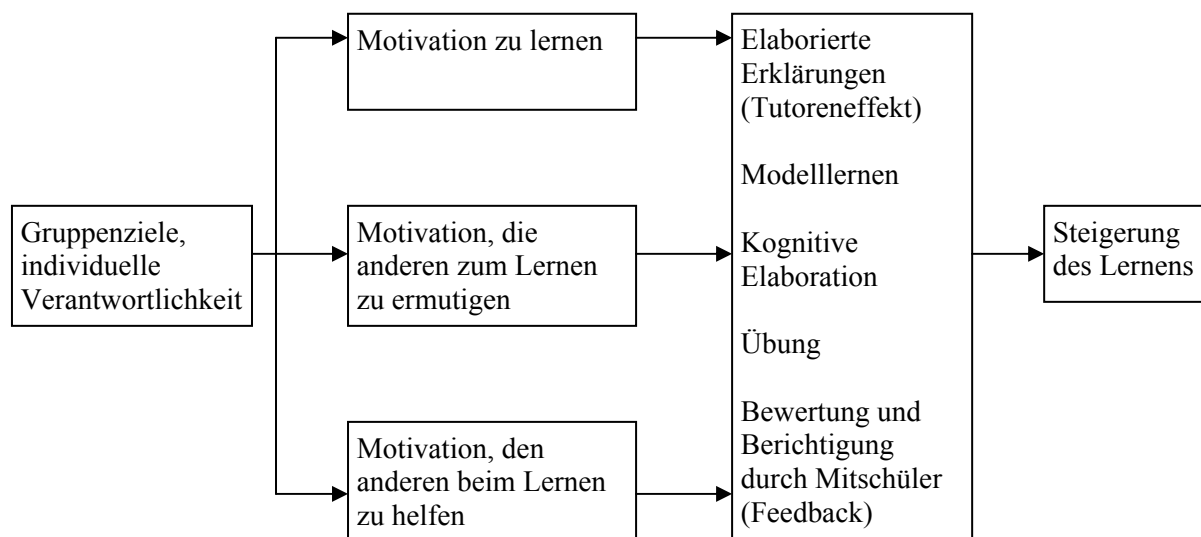 Gruppenziele,
individuelle
Verantwortlichkeit
Motivation zu lernen
Motivation, die
anderen zum Lernen
zu ermutigen
Motivation, den
anderen beim Lernen
zu helfen
Elaborierte
Erklärungen
(Tutoreneffekt)
Modelllernen
Kognitive
Elaboration
Übung
Bewertung und
Berichtigung
durch Mitschüler
(Feedback)
Steigerung
des Lernens